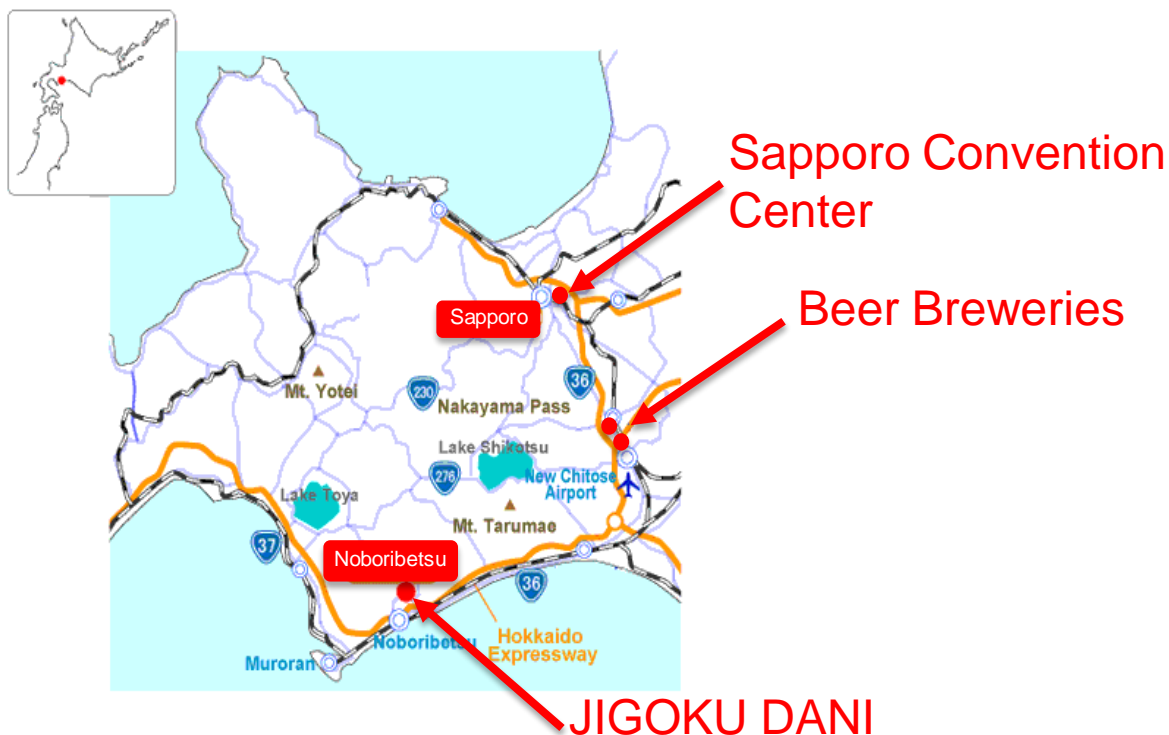 Sapporo Convention
Center
Beer Breweries
Sapporo
36
Mt. Yotei
230
Nakayama Pass
Lake Shikotsu
276
New Chitose
Airport
Lake Toya
Mt. Tarumae
37
Noboribetsu
36
Noboribetsu
Hokkaido
Expressway
Muroran
JIGOKU DANI